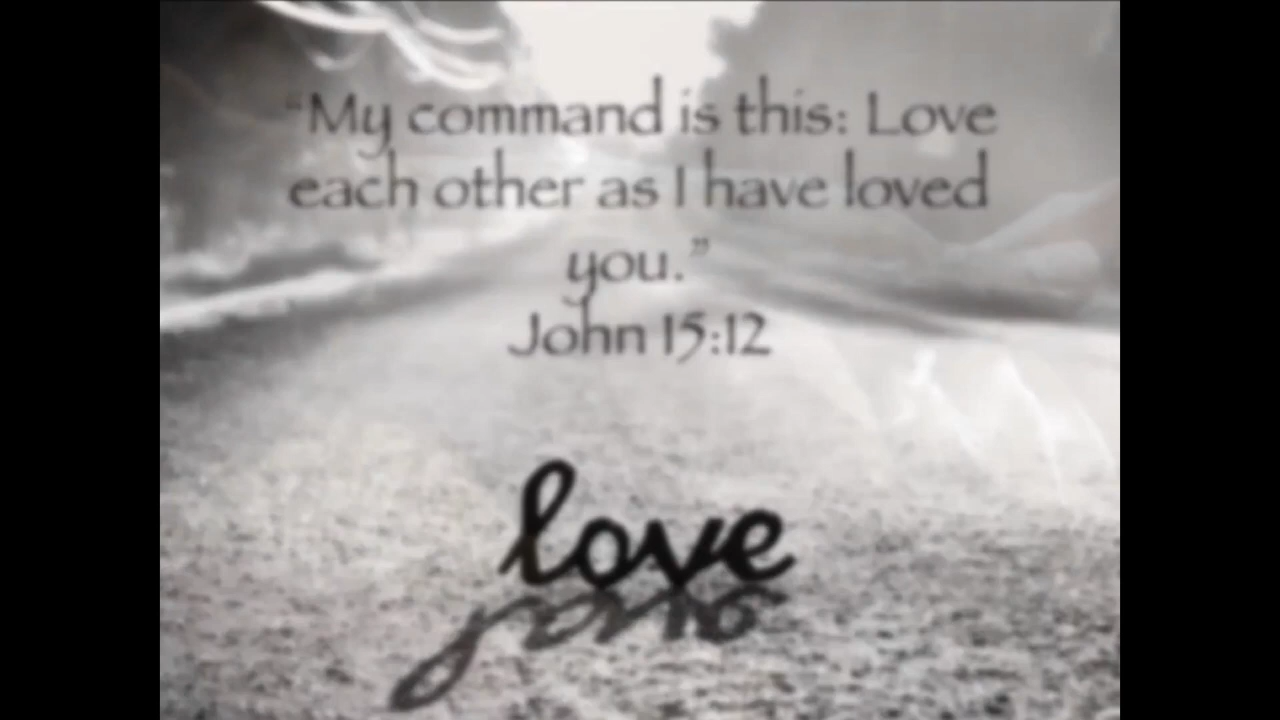 “My command is this: Love
each other as I have loved
you.”
John 15:12
love